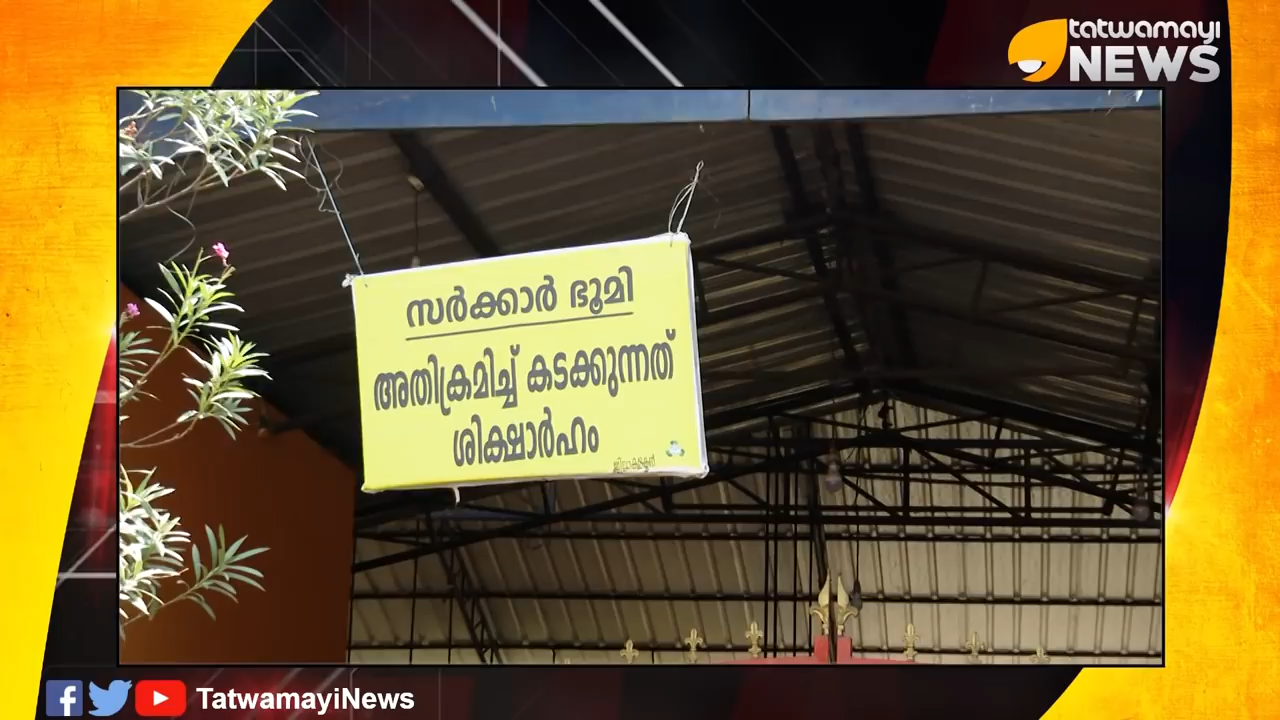 tatwamayi
NEWS
സർക്കാർ ഭൂമി
അതിക്രമിച്ച് കടക്കുന്നത്
ശിക്ഷാർഹം
TatwamayiNews